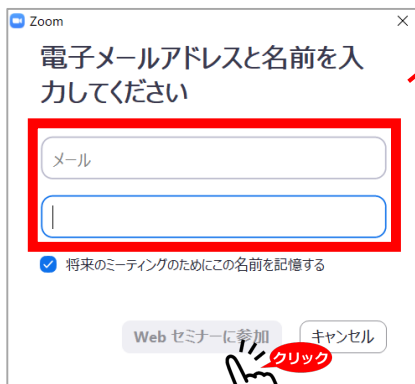 Zoom
電子メールアドレスと名前を入
力してください
メール
将来のミーティングのためにこの名前を記憶する
Web セミナーに参加
キャンセル
クリック